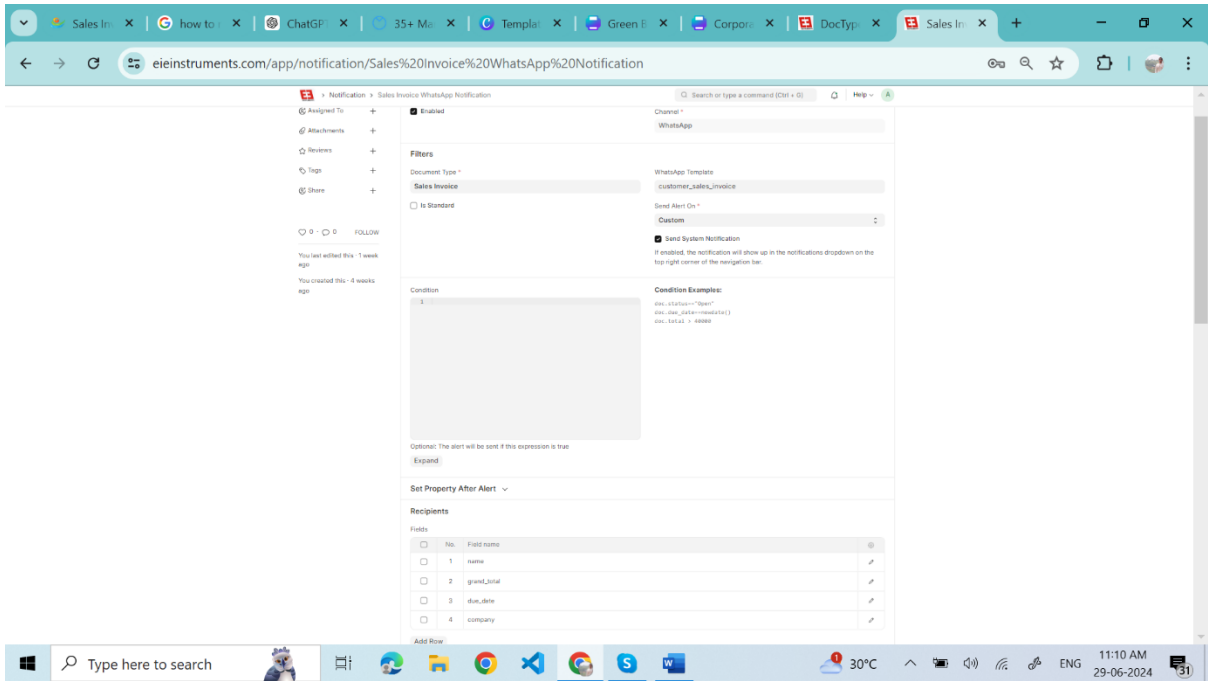 Sales Inv
how to
ChatGPT
35+ Ma
Templat
Green B
Corpora
DocTyp
Sales In
eieinstruments.com/app/notification/Sales%20Invoice%20WhatsApp%20Notification
> Notification > Sales Invoice WhatsApp Notification
Search or type a command (Ctrl + G)
Help
A
Assigned To +
Enabled
Channel *
WhatsApp
Attachments +
Reviews +
Tags +
Share +
0 · 0 FOLLOW
You last edited this · 1 week
ago
You created this · 4 weeks
ago
Filters
Document Type *
Sales Invoice
Is Standard
WhatsApp Template
customer_sales_invoice
Send Alert On *
Custom
Send System Notification
If enabled, the notification will show up in the notifications dropdown on the
top right corner of the navigation bar.
Condition
1
Condition Examples:
doc.status=="Open"
doc.due_date==nowdate()
doc.total > 40000
Optional: The alert will be sent if this expression is true
Expand
Set Property After Alert
Recipients
Fields
No. Field name
1 name
2 grand_total
3 due_date
4 company
Add Row
Type here to search
1
30°C
ENG
11:10 AM
29-06-2024
31